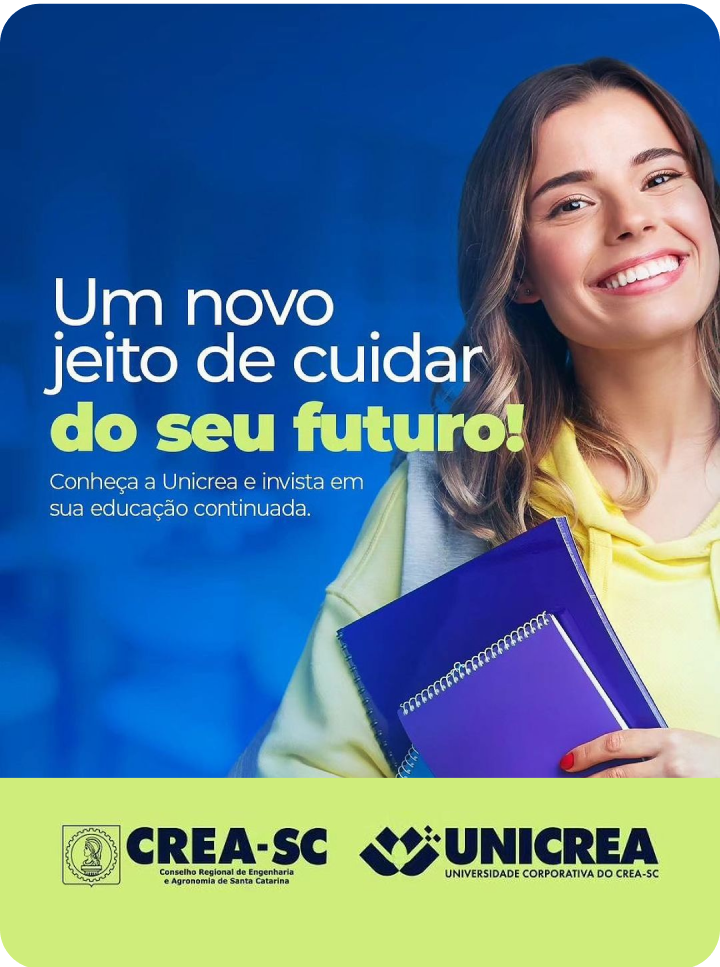 Um novo
jeito de cuidar
do seu futuro!
Conheça a Unicrea e invista em
sua educação continuada.
CREA-SC
Conselho Regional de Engenharia
e Agronomia de Santa Catarina
UNICREA
UNIVERSIDADE CORPORATIVA DO CREA-SC